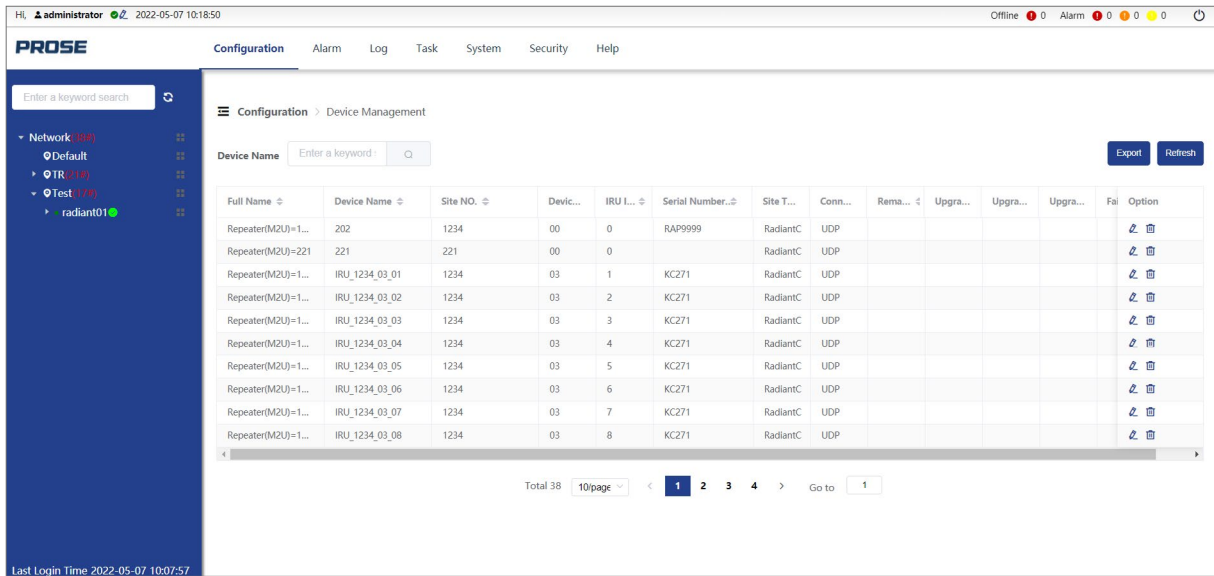 Hi, administrator 2022-05-07 10:18:50 Offline 0 Alarm 0 0 0
PROSE Configuration Alarm Log Task System Security Help
Enter a keyword search
Configuration > Device Management
Network
Default
TR
Test
radiant01
Device Name Enter a keyword Export Refresh
Full Name Device Name Site NO. Devic... IRU I... Serial Number.. Site T... Conn... Rema... Upgra... Upgra... Upgra... Fai Option
Repeater(M2U)=1... 202 1234 00 0 RAP9999 RadiantC UDP
Repeater(M2U)=221 221 221 00 0 RadiantC UDP
Repeater(M2U)=1... IRU_1234_03_01 1234 03 1 KC271 RadiantC UDP
Repeater(M2U)=1... IRU_1234_03_02 1234 03 2 KC271 RadiantC UDP
Repeater(M2U)=1... IRU_1234_03_03 1234 03 3 KC271 RadiantC UDP
Repeater(M2U)=1... IRU_1234_03_04 1234 03 4 KC271 RadiantC UDP
Repeater(M2U)=1... IRU_1234_03_05 1234 03 5 KC271 RadiantC UDP
Repeater(M2U)=1... IRU_1234_03_06 1234 03 6 KC271 RadiantC UDP
Repeater(M2U)=1... IRU_1234_03_07 1234 03 7 KC271 RadiantC UDP
Repeater(M2U)=1... IRU_1234_03_08 1234 03 8 KC271 RadiantC UDP
Total 38 10/page < 1 2 3 4 > Go to 1
Last Login Time 2022-05-07 10:07:57